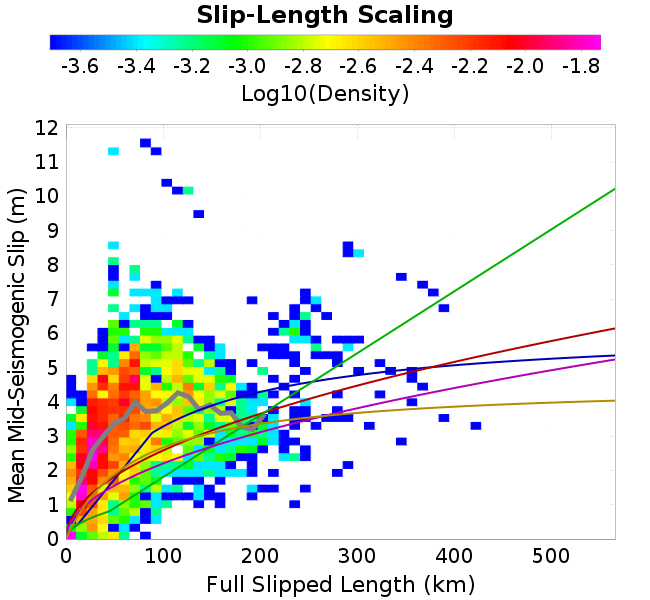 Slip-Length Scaling
-3.6 -3.4 -3.2 -3.0 -2.8 -2.6 -2.4 -2.2 -2.0 -1.8
Log10(Density)
12
11
10
9
8
7
6
5
4
3
2
1
0
Mean Mid-Seismogenic Slip (m)
0 100 200 300 400 500
Full Slipped Length (km)